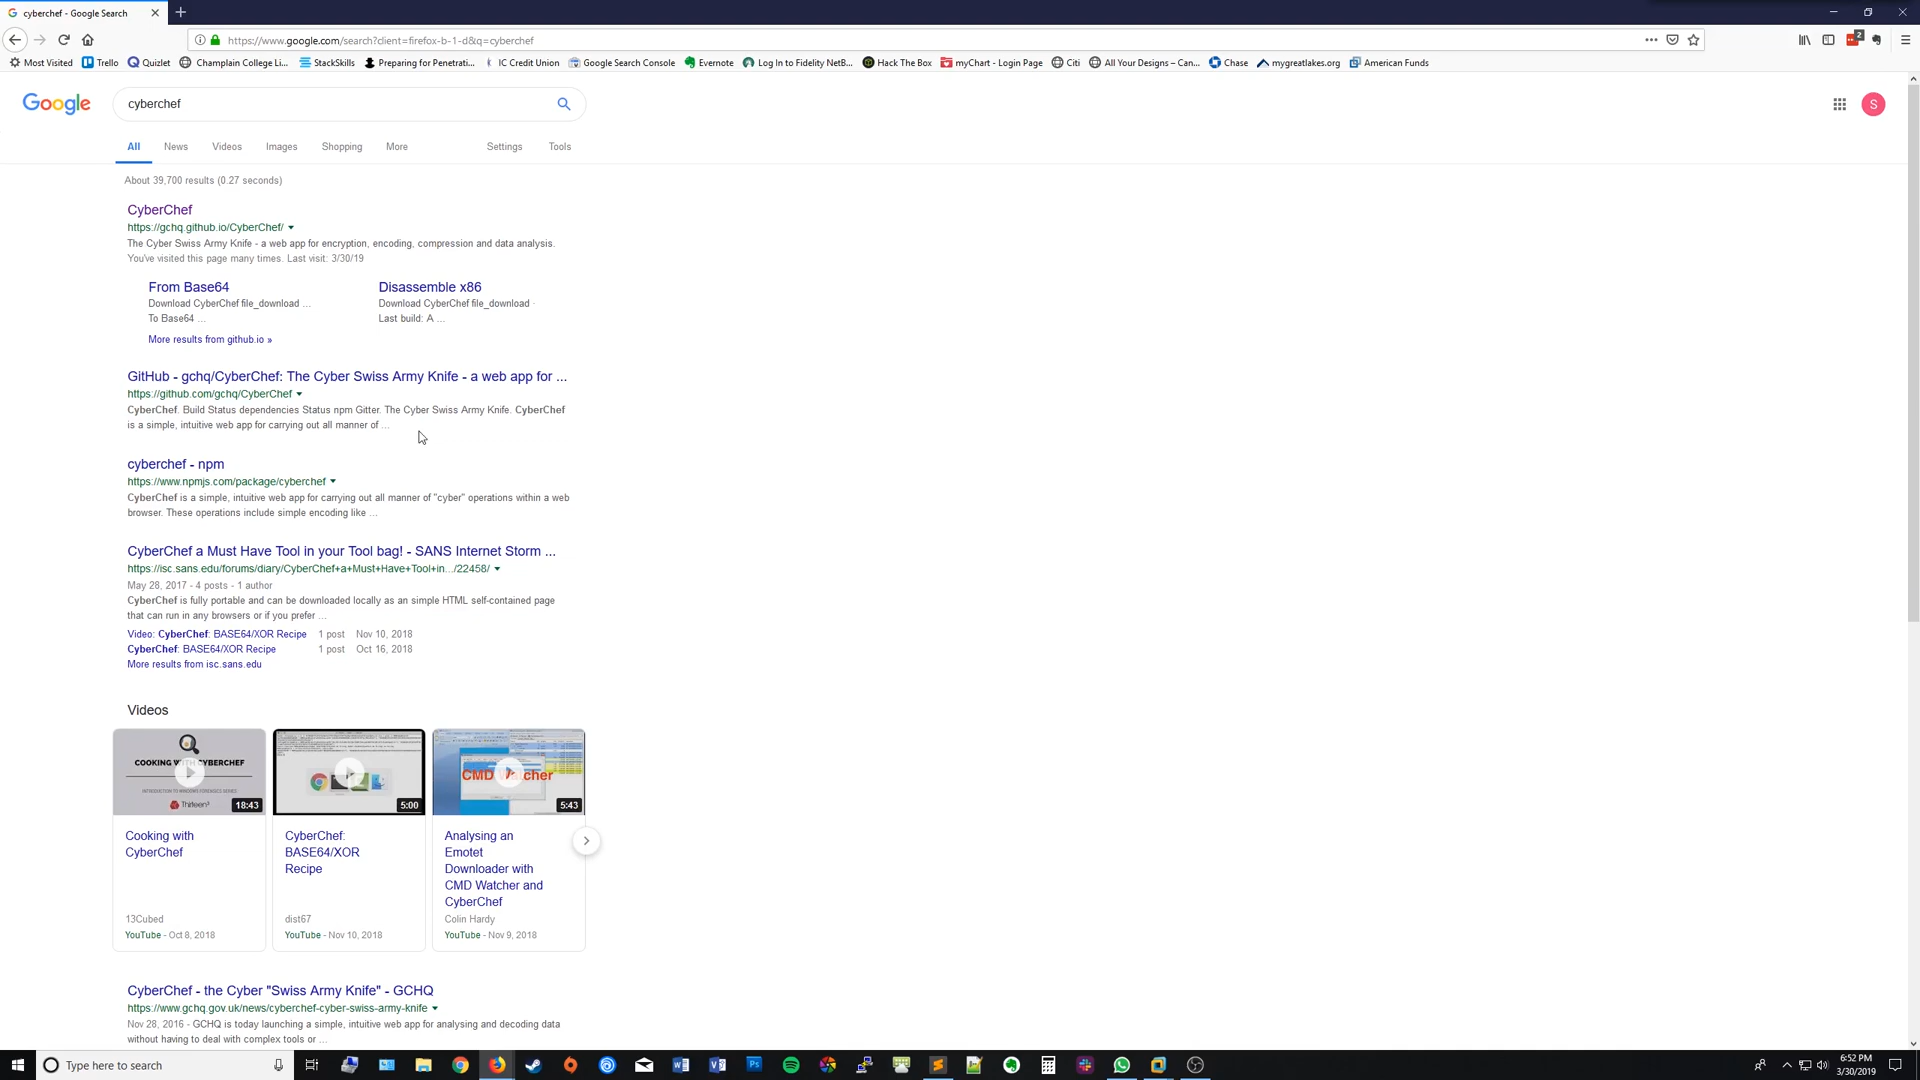 cyberchef - Google Search
https://www.google.com/search?client=firefox-b-1-d&q=cyberchef
2
Most Visited
Trello
Quizlet
Champlain College Li...
StackSkills
Preparing for Penetrati...
IC Credit Union
Google Search Console
Evernote
Log In to Fidelity NetB...
Hack The Box
myChart - Login Page
Citi
All Your Designs – Can...
Chase
mygreatlakes.org
American Funds
Google
cyberchef
S
All
News
Videos
Images
Shopping
More
Settings
Tools
About 39,700 results (0.27 seconds)
CyberChef
https://gchq.github.io/CyberChef/
The Cyber Swiss Army Knife - a web app for encryption, encoding, compression and data analysis.
You've visited this page many times. Last visit: 3/30/19
From Base64
Download CyberChef file_download ...
To Base64 ...
Disassemble x86
Download CyberChef file_download ·
Last build: A ...
More results from github.io »
GitHub - gchq/CyberChef: The Cyber Swiss Army Knife - a web app for ...
https://github.com/gchq/CyberChef
CyberChef. Build Status dependencies Status npm Gitter. The Cyber Swiss Army Knife. CyberChef
is a simple, intuitive web app for carrying out all manner of ...
cyberchef - npm
https://www.npmjs.com/package/cyberchef
CyberChef is a simple, intuitive web app for carrying out all manner of "cyber" operations within a web
browser. These operations include simple encoding like ...
CyberChef a Must Have Tool in your Tool bag! - SANS Internet Storm ...
https://isc.sans.edu/forums/diary/CyberChef+a+Must+Have+Tool+in.../22458/
May 28, 2017 - 4 posts - 1 author
CyberChef is fully portable and can be downloaded locally as an simple HTML self-contained page
that can run in any browsers or if you prefer ...
Video: CyberChef: BASE64/XOR Recipe 1 post Nov 10, 2018
CyberChef: BASE64/XOR Recipe 1 post Oct 16, 2018
More results from isc.sans.edu
Videos
COOKING WITH CYBERCHEF
INTRODUCTION TO WINDOWS FORENSICS SERIES
18:43
5:00
CMD Watcher
5:43
Cooking with
CyberChef
13Cubed
YouTube - Oct 8, 2018
CyberChef:
BASE64/XOR
Recipe
dist67
YouTube - Nov 10, 2018
Analysing an
Emotet
Downloader with
CMD Watcher and
CyberChef
Colin Hardy
YouTube - Nov 9, 2018
CyberChef - the Cyber "Swiss Army Knife" - GCHQ
https://www.gchq.gov.uk/news/cyberchef-cyber-swiss-army-knife
Nov 28, 2016 - GCHQ is today launching a simple, intuitive web app for analysing and decoding data
without having to deal with complex tools or ...
Type here to search
6:52 PM
3/30/2019